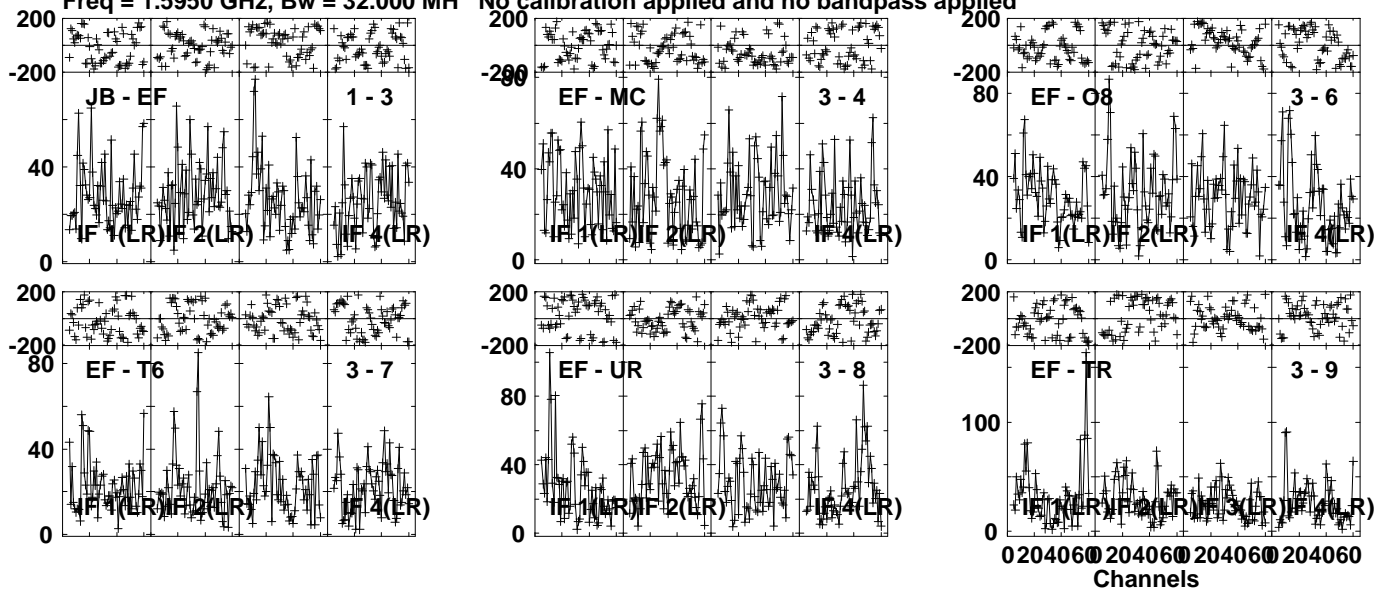 Freq = 1.5950 GHz, Bw = 32.000 MH No calibration applied and no bandpass applied
200
-200
JB - EF 1 - 3
40
0
IF 1(LR) IF 2(LR) IF 4(LR)
200
-200
80
EF - MC 3 - 4
40
0
IF 1(LR) IF 2(LR) IF 4(LR)
200
-200
80
EF - O8 3 - 6
40
0
IF 1(LR) IF 2(LR) IF 4(LR)
200
-200
80
EF - T6 3 - 7
40
0
IF 1(LR) IF 2(LR) IF 4(LR)
200
-200
80
EF - UR 3 - 8
40
0
IF 1(LR) IF 2(LR) IF 4(LR)
200
-200
EF - TR 3 - 9
100
0
IF 1(LR) IF 2(LR) IF 3(LR) IF 4(LR)
0 20 40 60 0 20 40 60 0 20 40 60 0 20 40 60
Channels